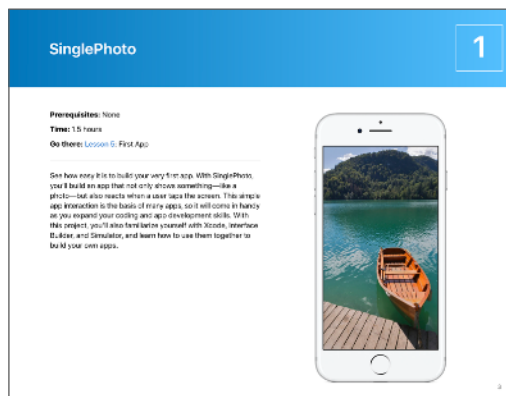 SinglePhoto
1
Prerequisites: None
Time: 1.5 hours
Go there: Lesson 5: First App
See how easy it is to build your very first app. With SinglePhoto,
you'll build an app that not only shows something—like a
photo—but also reacts when a user taps the screen. This simple
app interaction is the basis of many apps, so it will come in handy
as you expand your coding and app development skills. With
this project, you'll also familiarize yourself with Xcode, Interface
Builder, and Simulator, and learn how to use them together to
build your own apps.